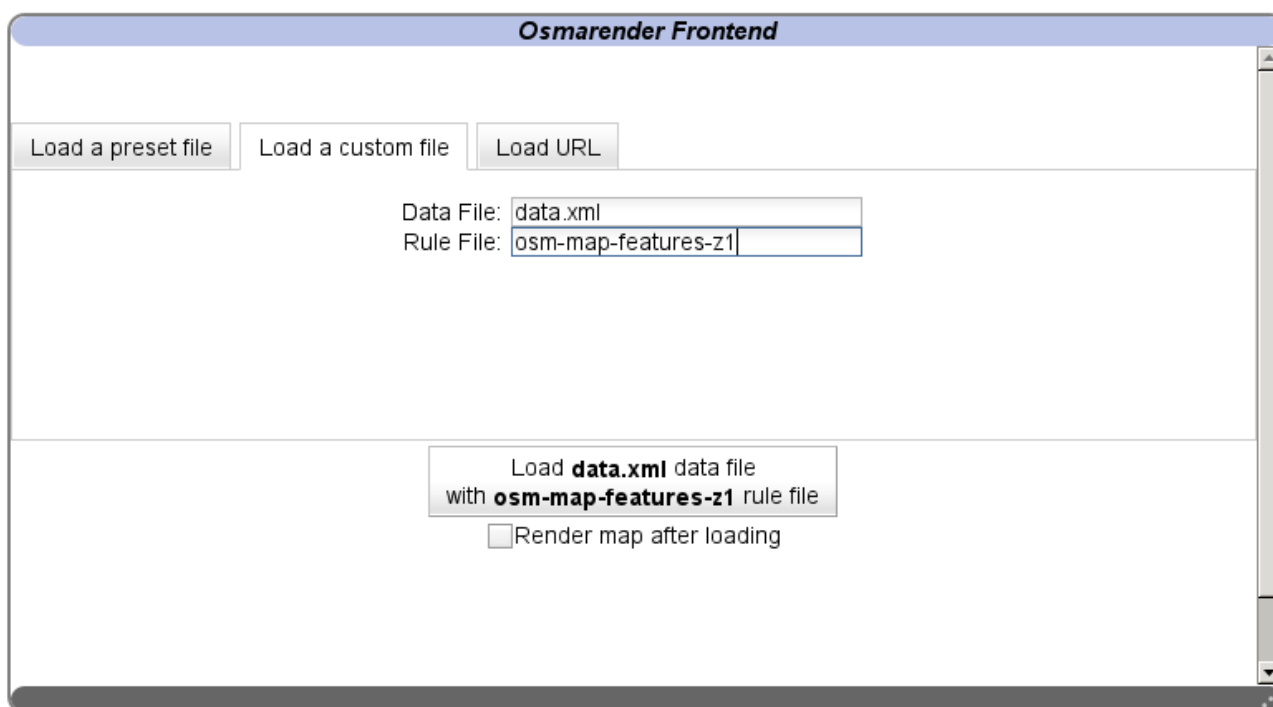 Osmarender Frontend
Load a preset file
Load a custom file
Load URL
Data File: data.xml
Rule File: osm-map-features-z1
Load data.xml data file
with osm-map-features-z1 rule file
Render map after loading